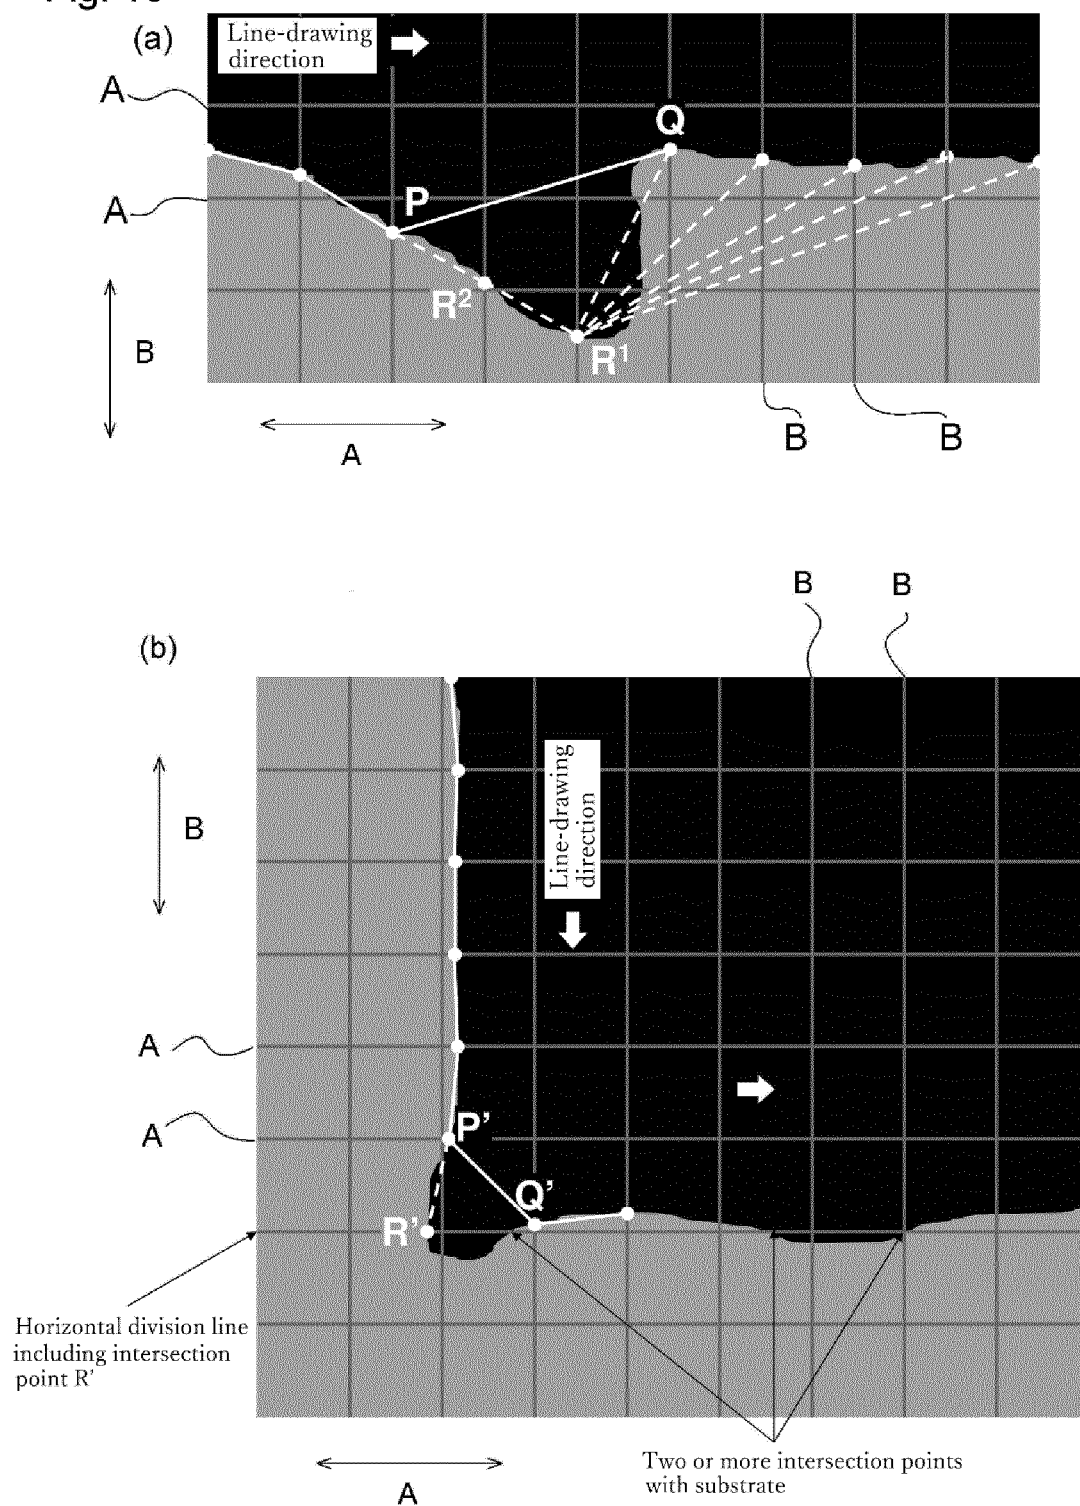 (a)
Line-drawing
direction
A
Q
A
P
R²
R¹
B
A
B
B
B
B
(b)
Line-drawing
direction
B
A
A
P'
Q'
R'
Horizontal division line
including intersection
point R'
Two or more intersection points
with substrate
A